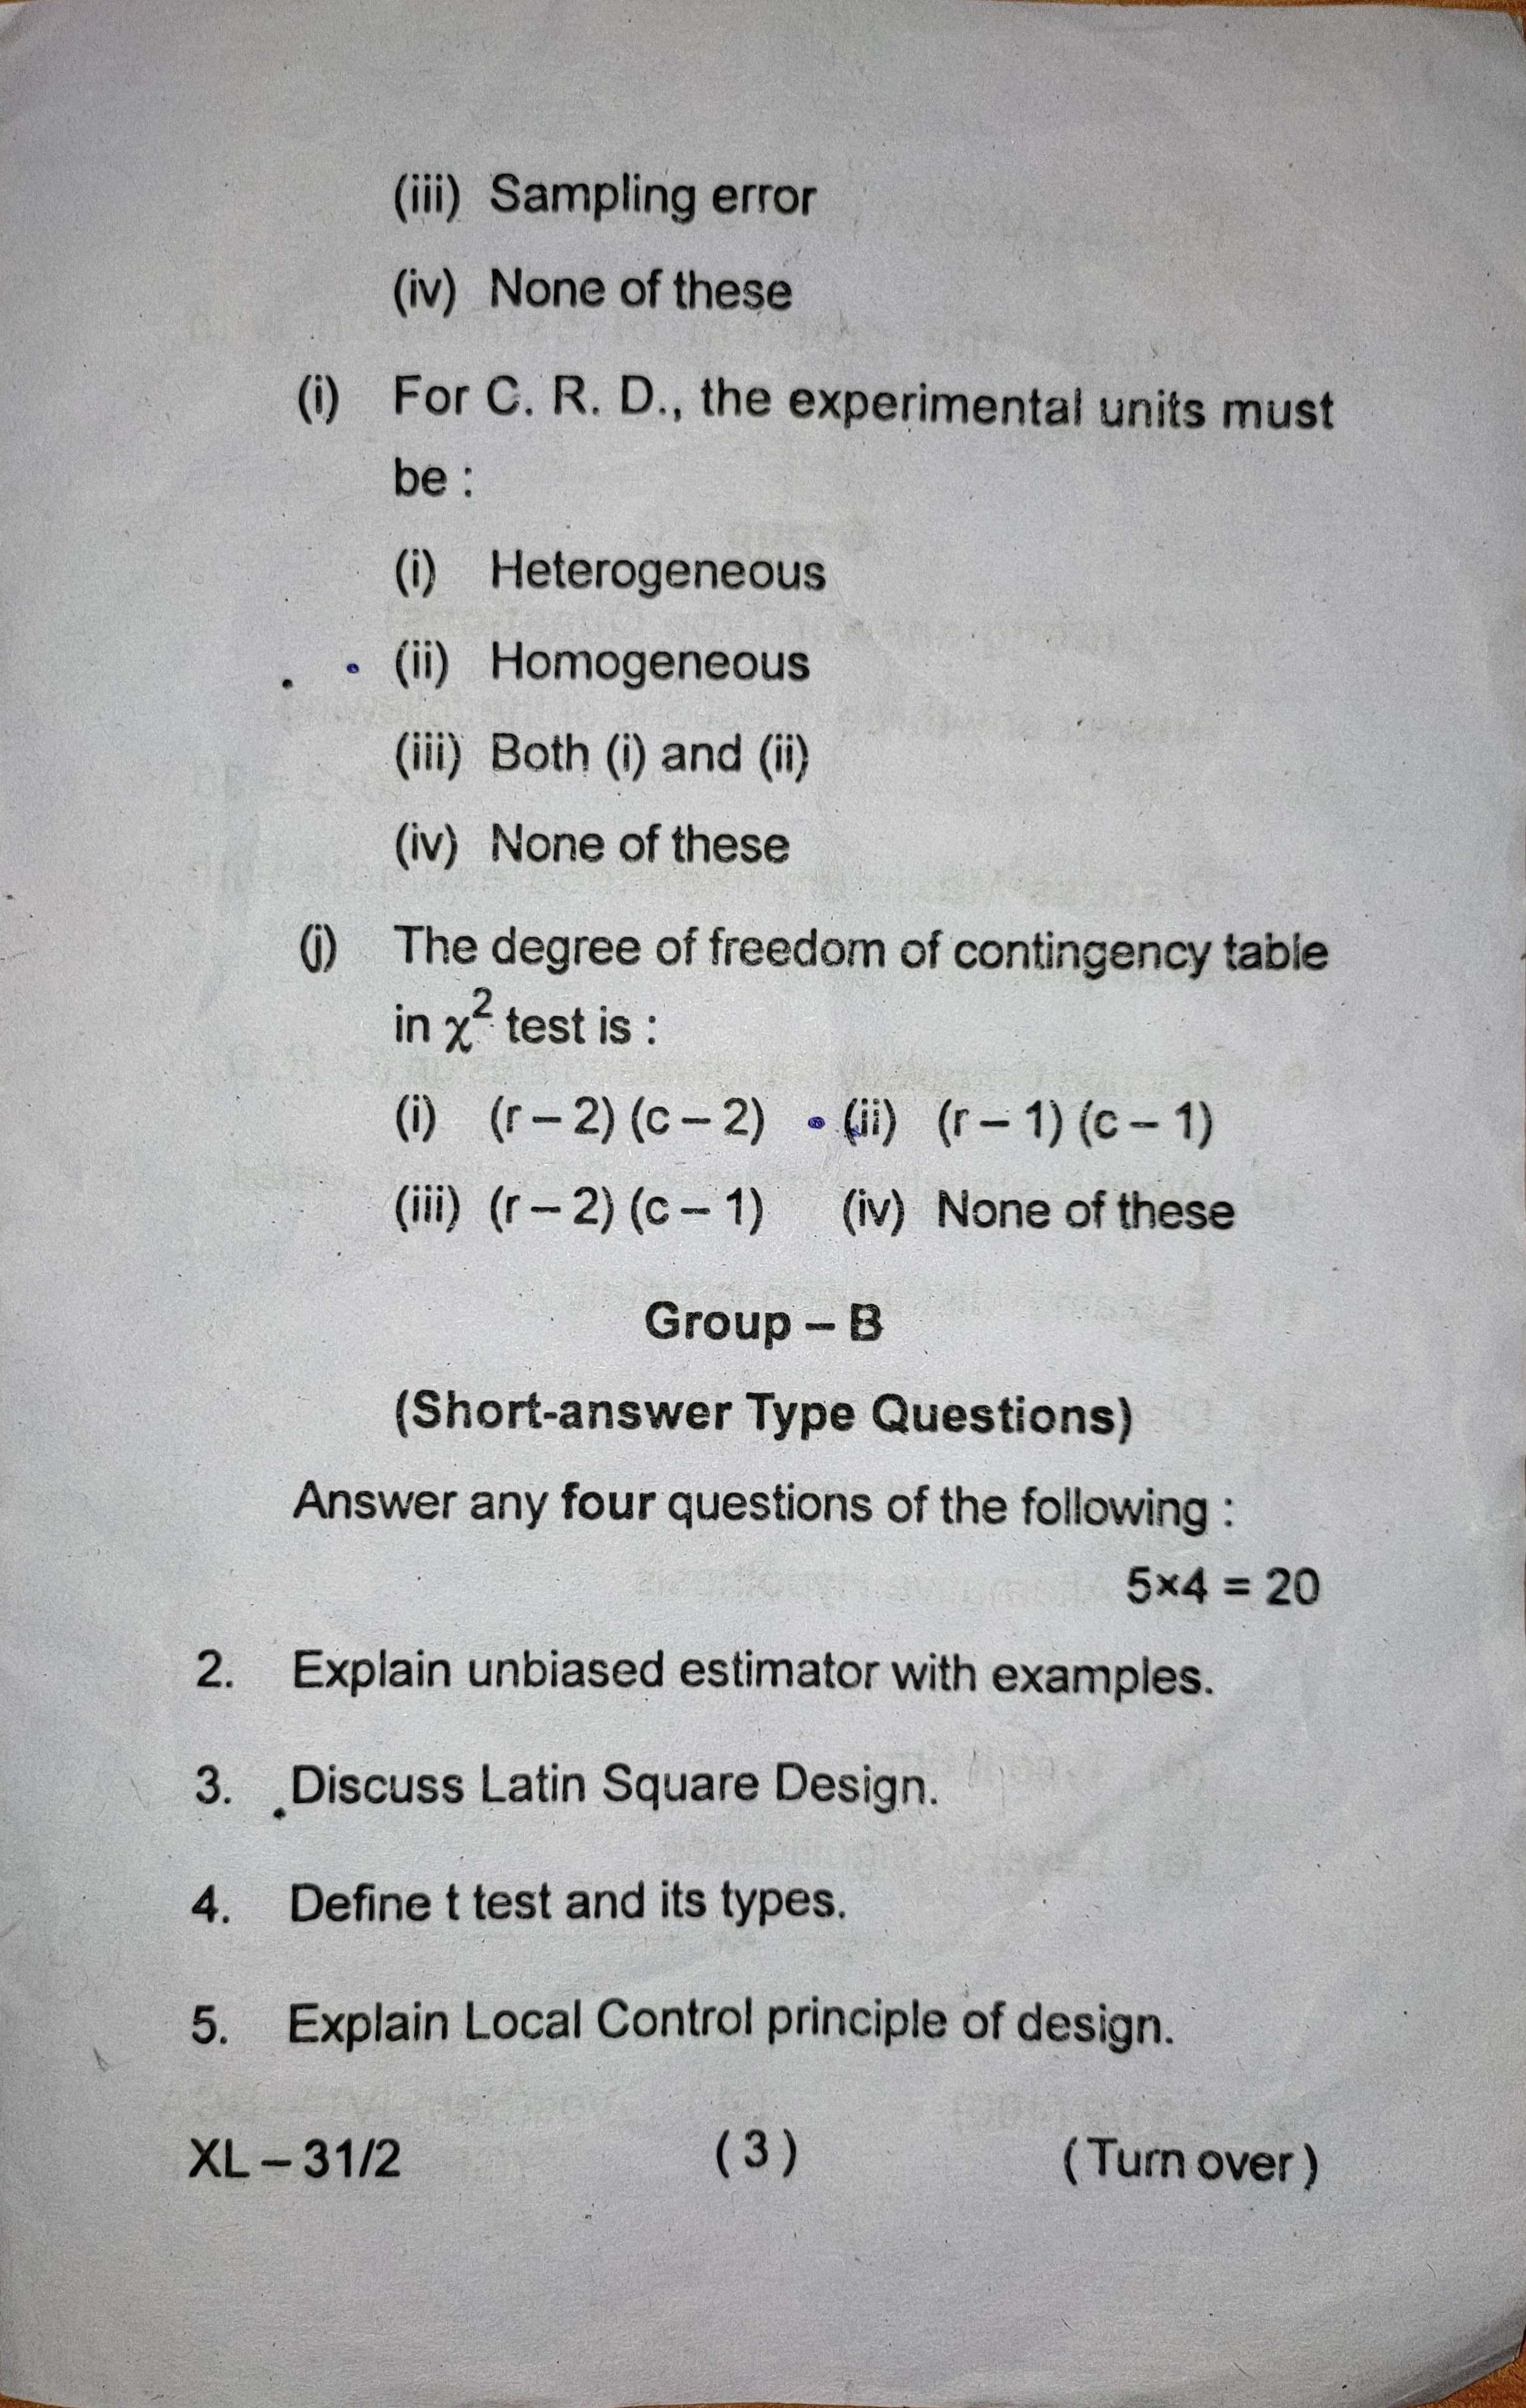 (iii) Sampling error
(iv) None of these
(i) For C. R. D., the experimental units must
be :
(i) Heterogeneous
(ii) Homogeneous
(iii) Both (i) and (ii)
(iv) None of these
(j) The degree of freedom of contingency table
in χ² test is :
(i) (r – 2) (c – 2) (ii) (r – 1) (c – 1)
(iii) (r – 2) (c – 1) (iv) None of these
Group – B
(Short-answer Type Questions)
Answer any four questions of the following :
5×4 = 20
2. Explain unbiased estimator with examples.
3. Discuss Latin Square Design.
4. Define t test and its types.
5. Explain Local Control principle of design.
XL – 31/2 ( 3 ) ( Turn over )